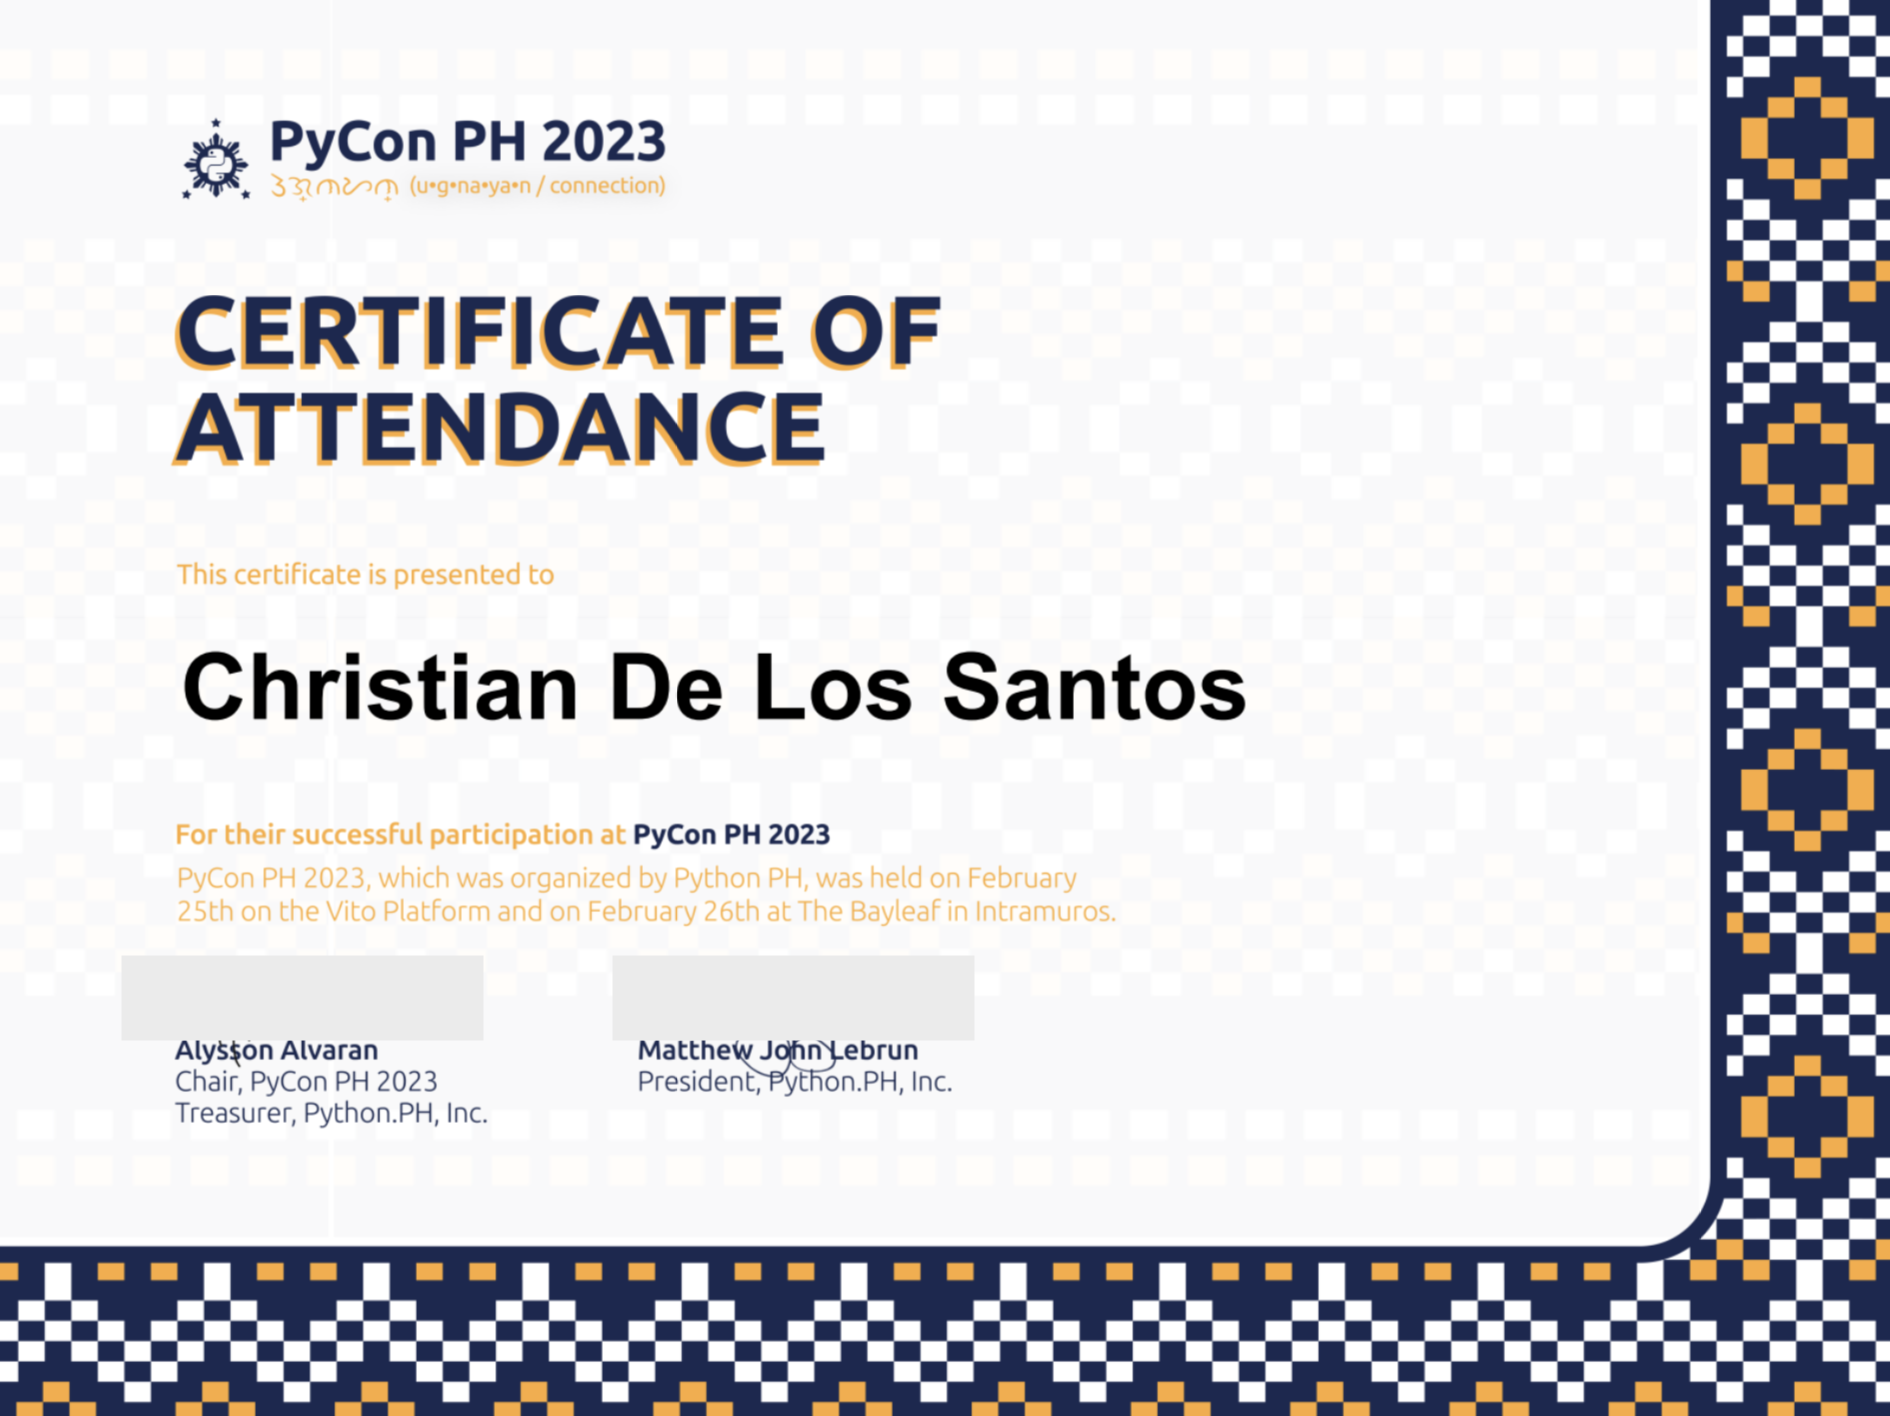 PyCon PH 2023
ᜂᜄ᜔ᜈᜌᜈ᜔ (u•g•na•ya•n / connection)
CERTIFICATE OF
ATTENDANCE
This certificate is presented to
Christian De Los Santos
For their successful participation at PyCon PH 2023
PyCon PH 2023, which was organized by Python PH, was held on February
25th on the Vito Platform and on February 26th at The Bayleaf in Intramuros.
Alysson Alvaran
Chair, PyCon PH 2023
Treasurer, Python.PH, Inc.
Matthew John Lebrun
President, Python.PH, Inc.